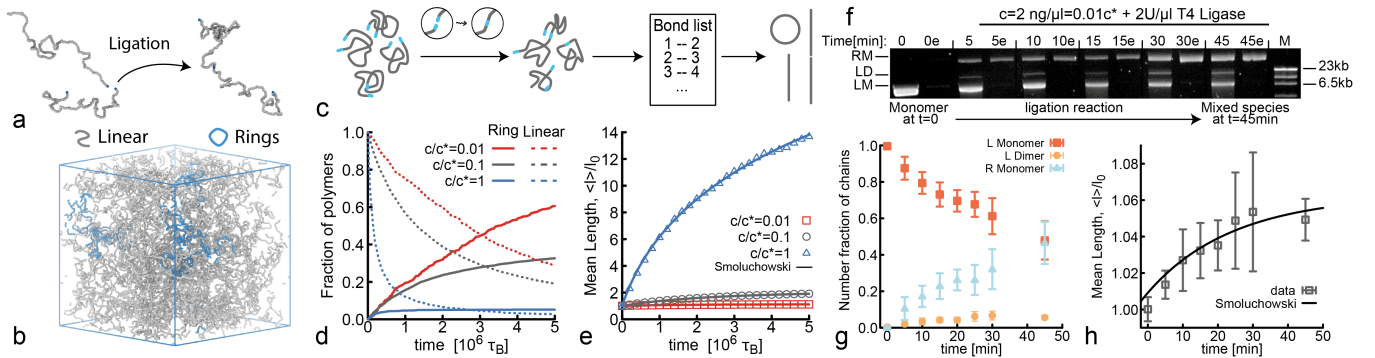 Ligation
a
Linear
Rings
b
c
Bond list
1 -- 2
2 -- 3
3 -- 4
...
Ring Linear
c/c*=0.01
c/c*=0.1
c/c*=1
Fraction of polymers
1.0
0.8
0.6
0.4
0.2
0.0
0 1 2 3 4 5
d
time [10⁶ τB]
Mean Length, <l>/l0
14
12
10
8
6
4
2
0
c/c*=0.01
c/c*=0.1
c/c*=1
Smoluchowski
0 1 2 3 4 5
e
time [10⁶ τB]
f
c=2 ng/μl=0.01c* + 2U/μl T4 Ligase
Time[min]: 0 0e 5 5e 10 10e 15 15e 30 30e 45 45e M
RM
LD
LM
23kb
6.5kb
Monomer
at t=0
ligation reaction
Mixed species
at t=45min
Number fraction of chains
1.0
0.8
0.6
0.4
0.2
0.0
L Monomer
L Dimer
R Monomer
0 10 20 30 40 50
g
time [min]
Mean Length, <l>/l0
1.08
1.06
1.04
1.02
1.00
data
Smoluchowski
0 10 20 30 40 50
h
time [min]